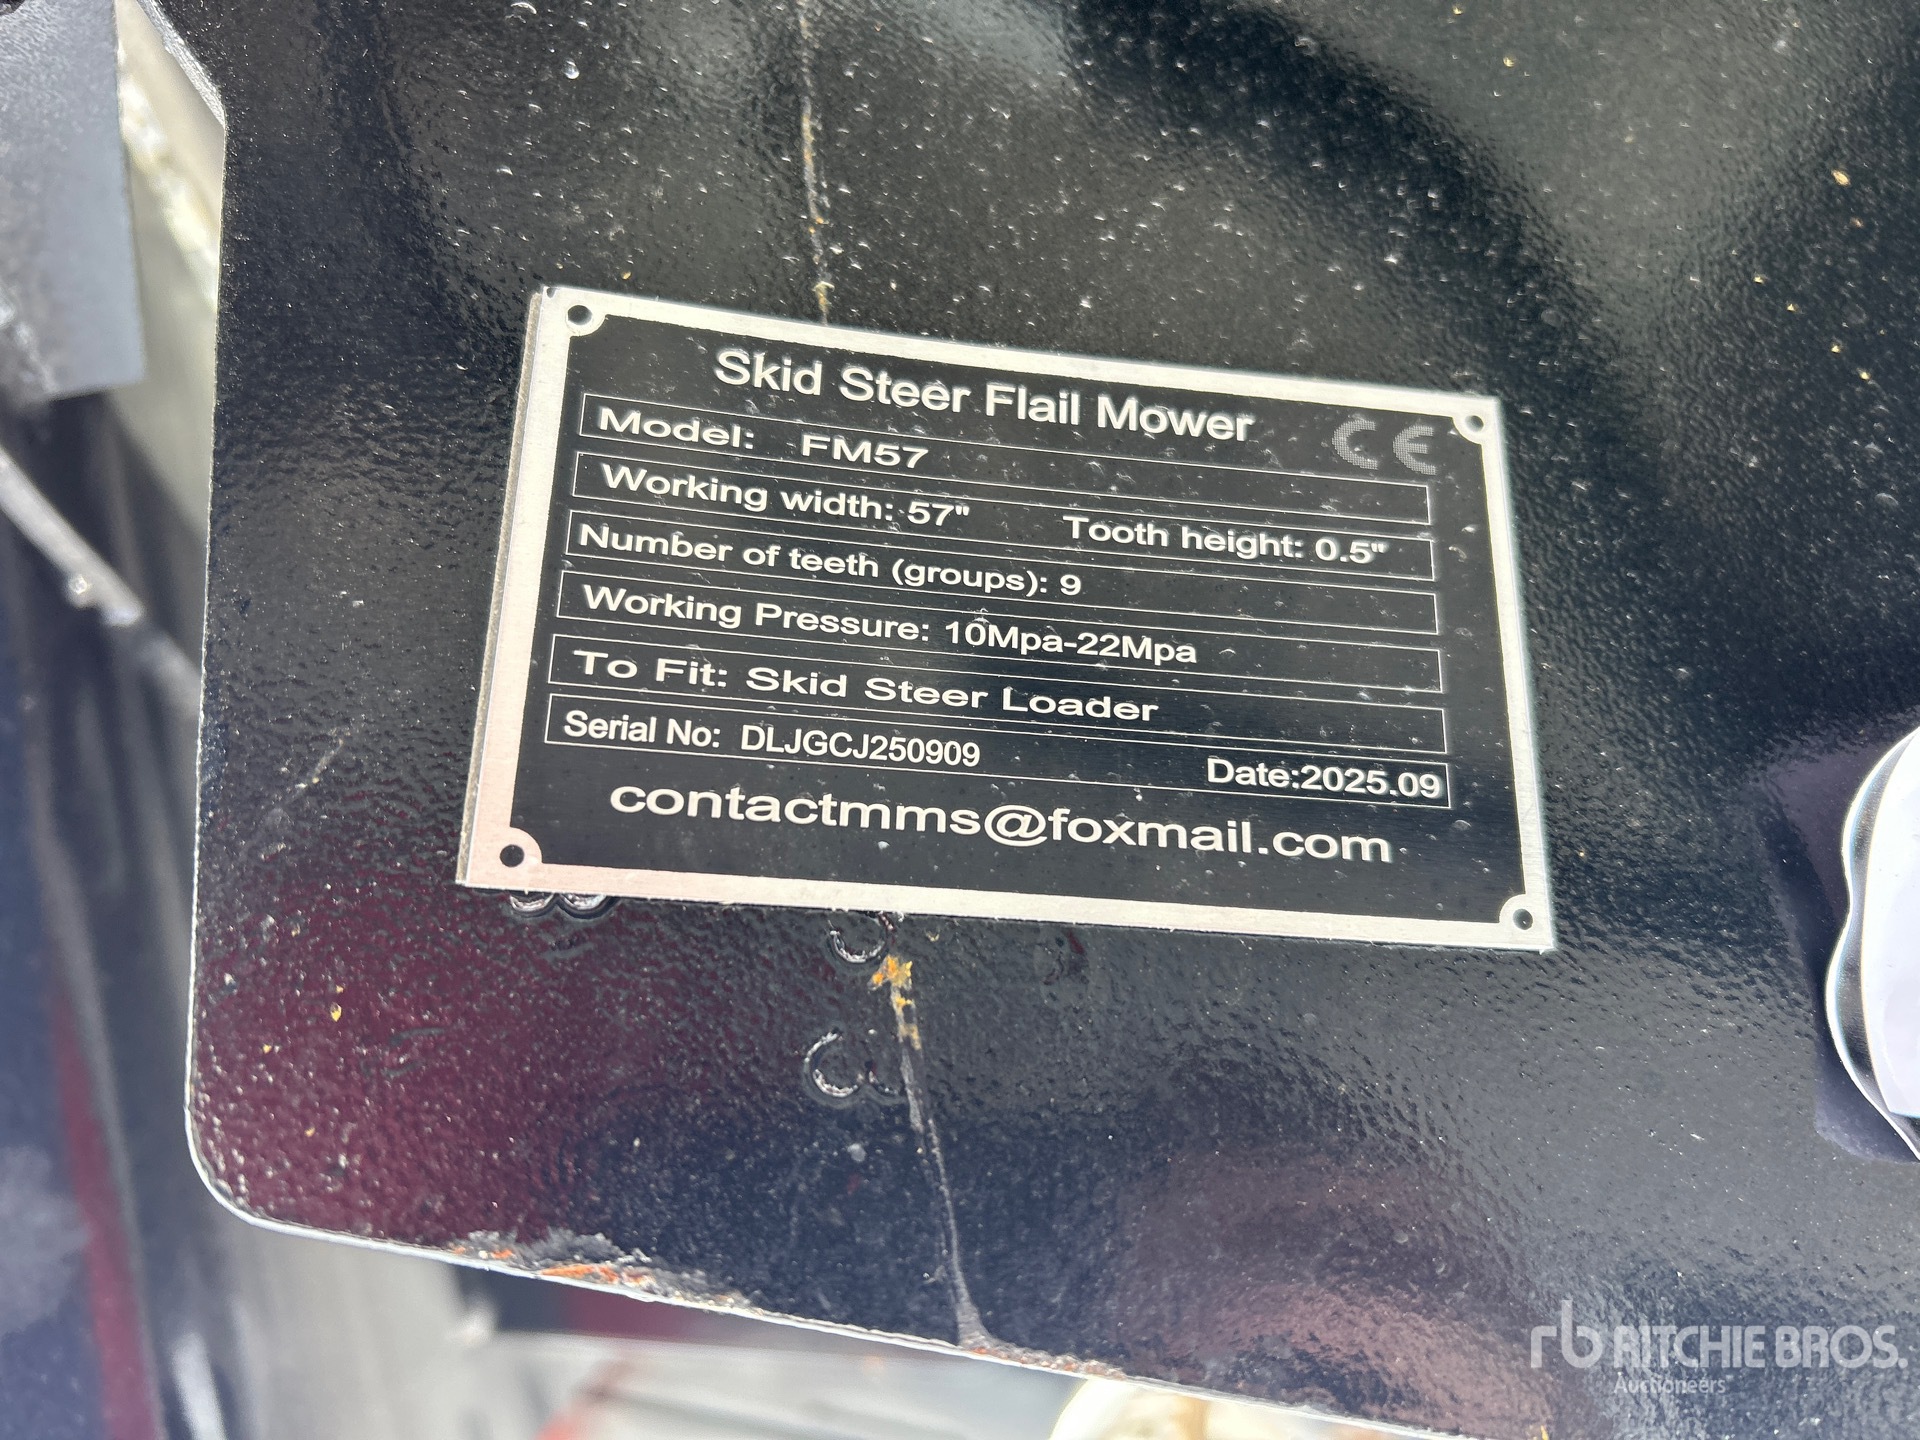 Skid Steer Flail Mower
CE
Model: FM57
Working width: 57" Tooth height: 0.5"
Number of teeth (groups): 9
Working Pressure: 10Mpa-22Mpa
To Fit: Skid Steer Loader
Serial No: DLJGCJ250909 Date:2025.09
contactmms@foxmail.com
rb RITCHIE BROS.
Auctioneers